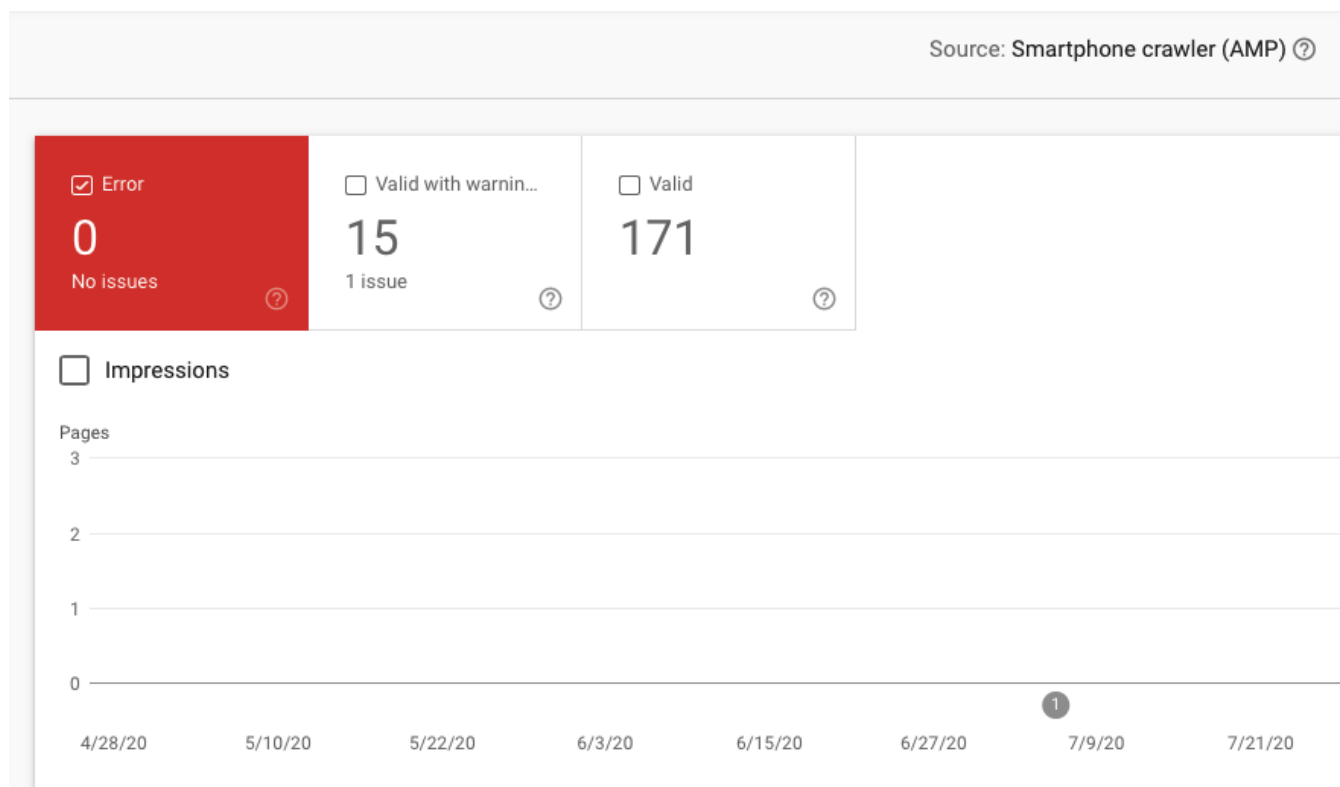 Source: Smartphone crawler (AMP)
Error
0
No issues
Valid with warnin...
15
1 issue
Valid
171
Impressions
Pages
3
2
1
0
1
4/28/20 5/10/20 5/22/20 6/3/20 6/15/20 6/27/20 7/9/20 7/21/20